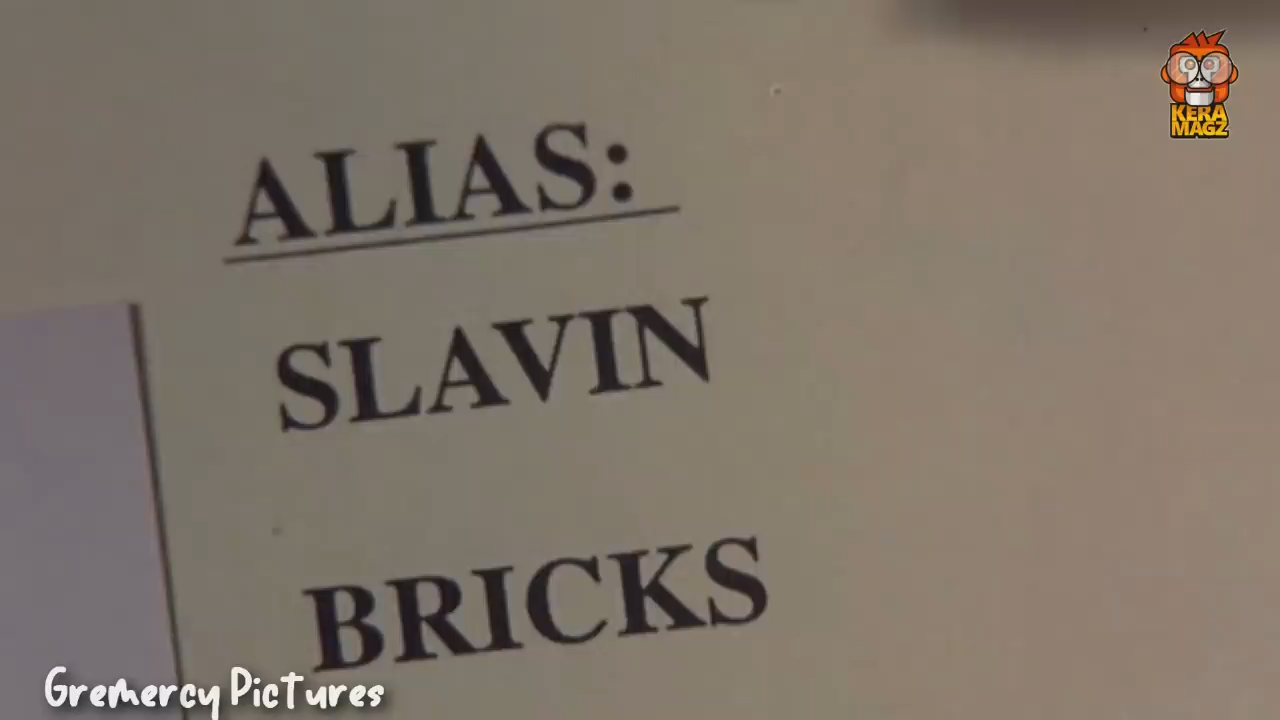 KERA
MAGZ
ALIAS:
SLAVIN
BRICKS
Gremercy Pictures